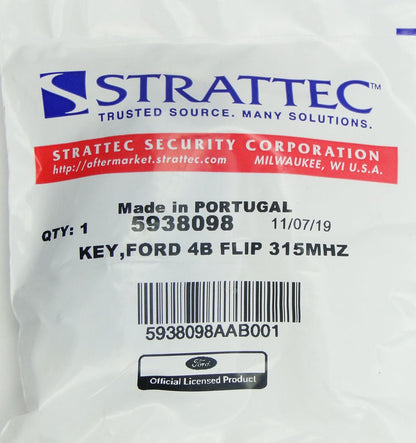 STRATTEC™
TRUSTED SOURCE. MANY SOLUTIONS.
STRATTEC SECURITY CORPORATION
http://aftermarket.strattec.com MILWAUKEE, WI U.S.A.
Made in PORTUGAL
QTY: 1 5938098 11/07/19
KEY,FORD 4B FLIP 315MHZ
5938098AAB001
Ford
Official Licensed Product